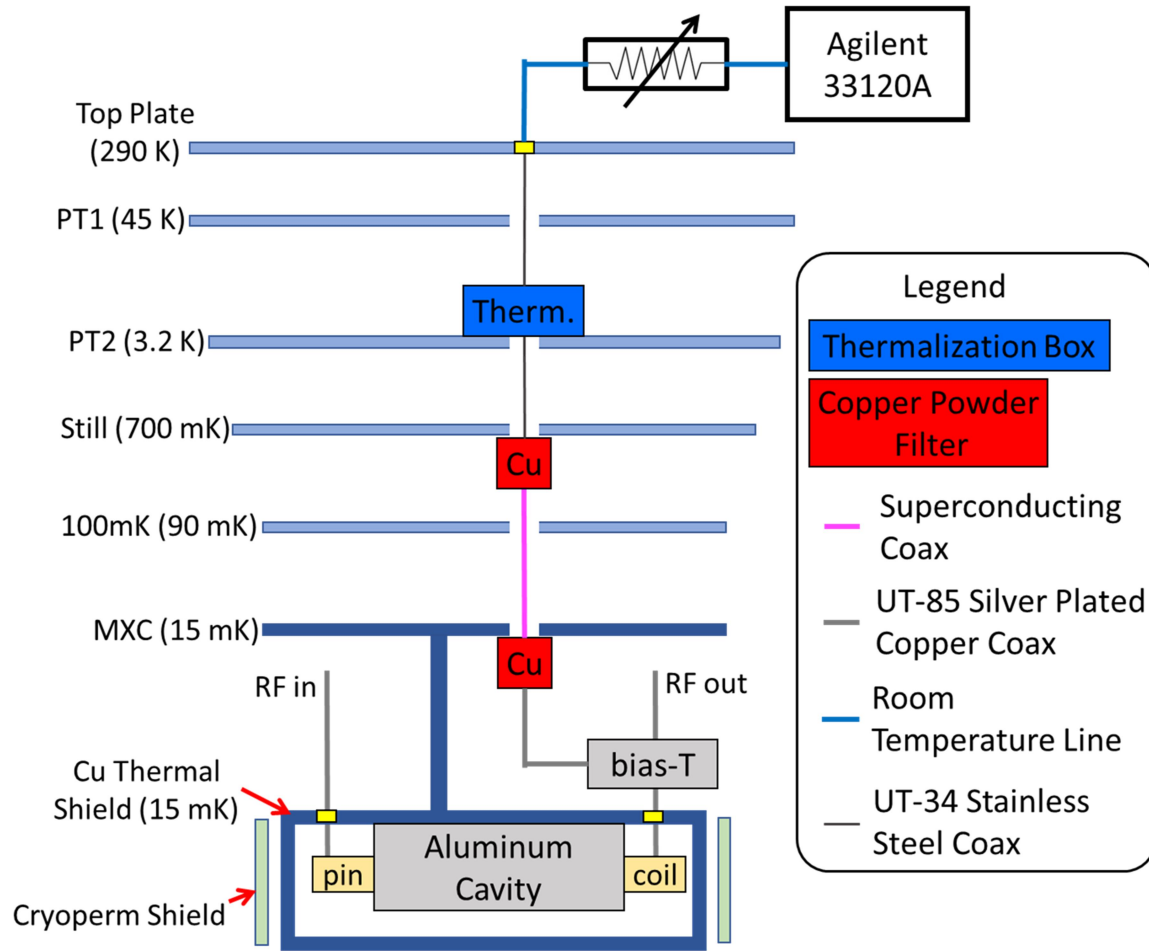 Agilent
33120A
Top Plate
(290 K)
PT1 (45 K)
Therm.
PT2 (3.2 K)
Still (700 mK)
Cu
100mK (90 mK)
MXC (15 mK)
Cu
RF in
RF out
bias-T
Cu Thermal
Shield (15 mK)
Aluminum
Cavity
pin
coil
Cryoperm Shield
Legend
Thermalization Box
Copper Powder
Filter
Superconducting
Coax
UT-85 Silver Plated
Copper Coax
Room
Temperature Line
UT-34 Stainless
Steel Coax